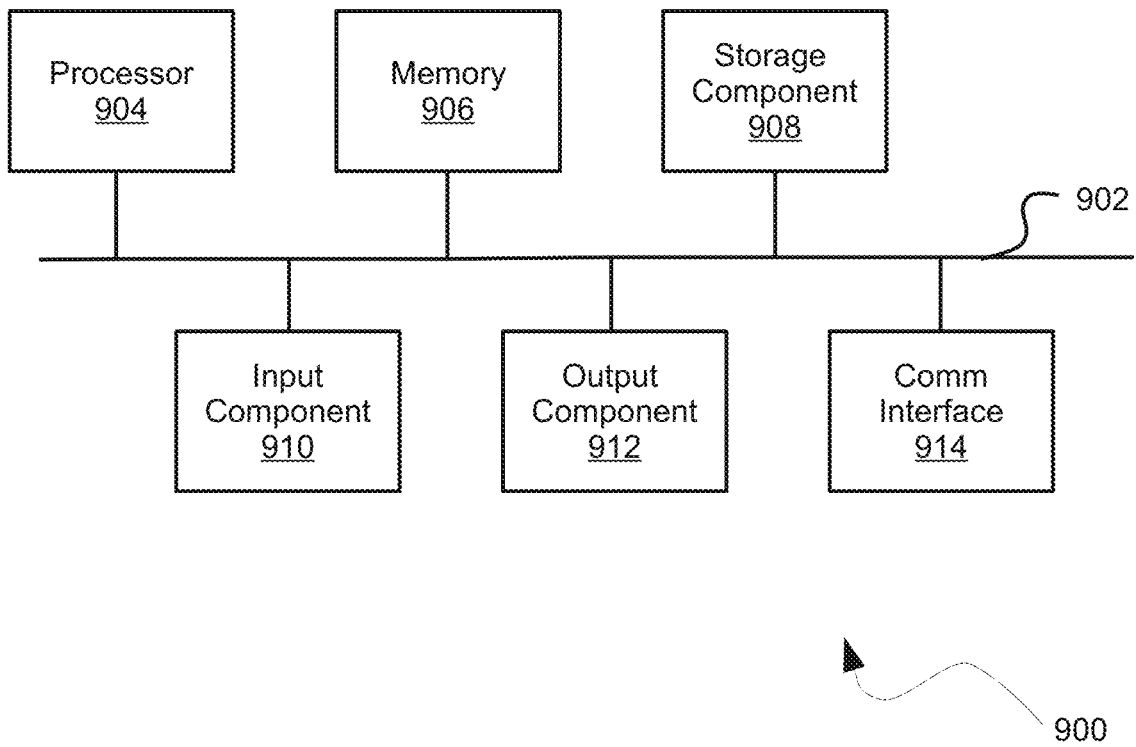 Processor
904
Memory
906
Storage
Component
908
902
Input
Component
910
Output
Component
912
Comm
Interface
914
900